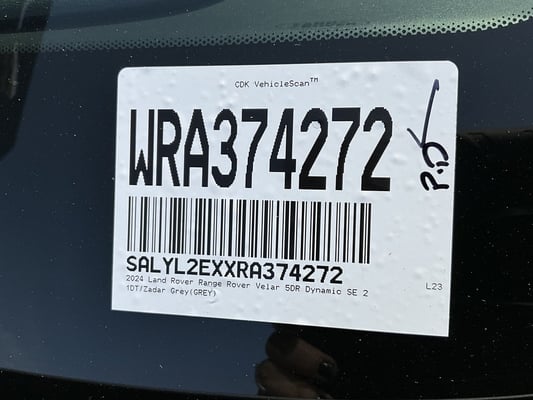 CDK VehicleScan™
WRA374272
SALYL2EXXRA374272
2024 Land Rover Range Rover Velar 5DR Dynamic SE 2
1DT/Zadar Grey(GREY)
L23